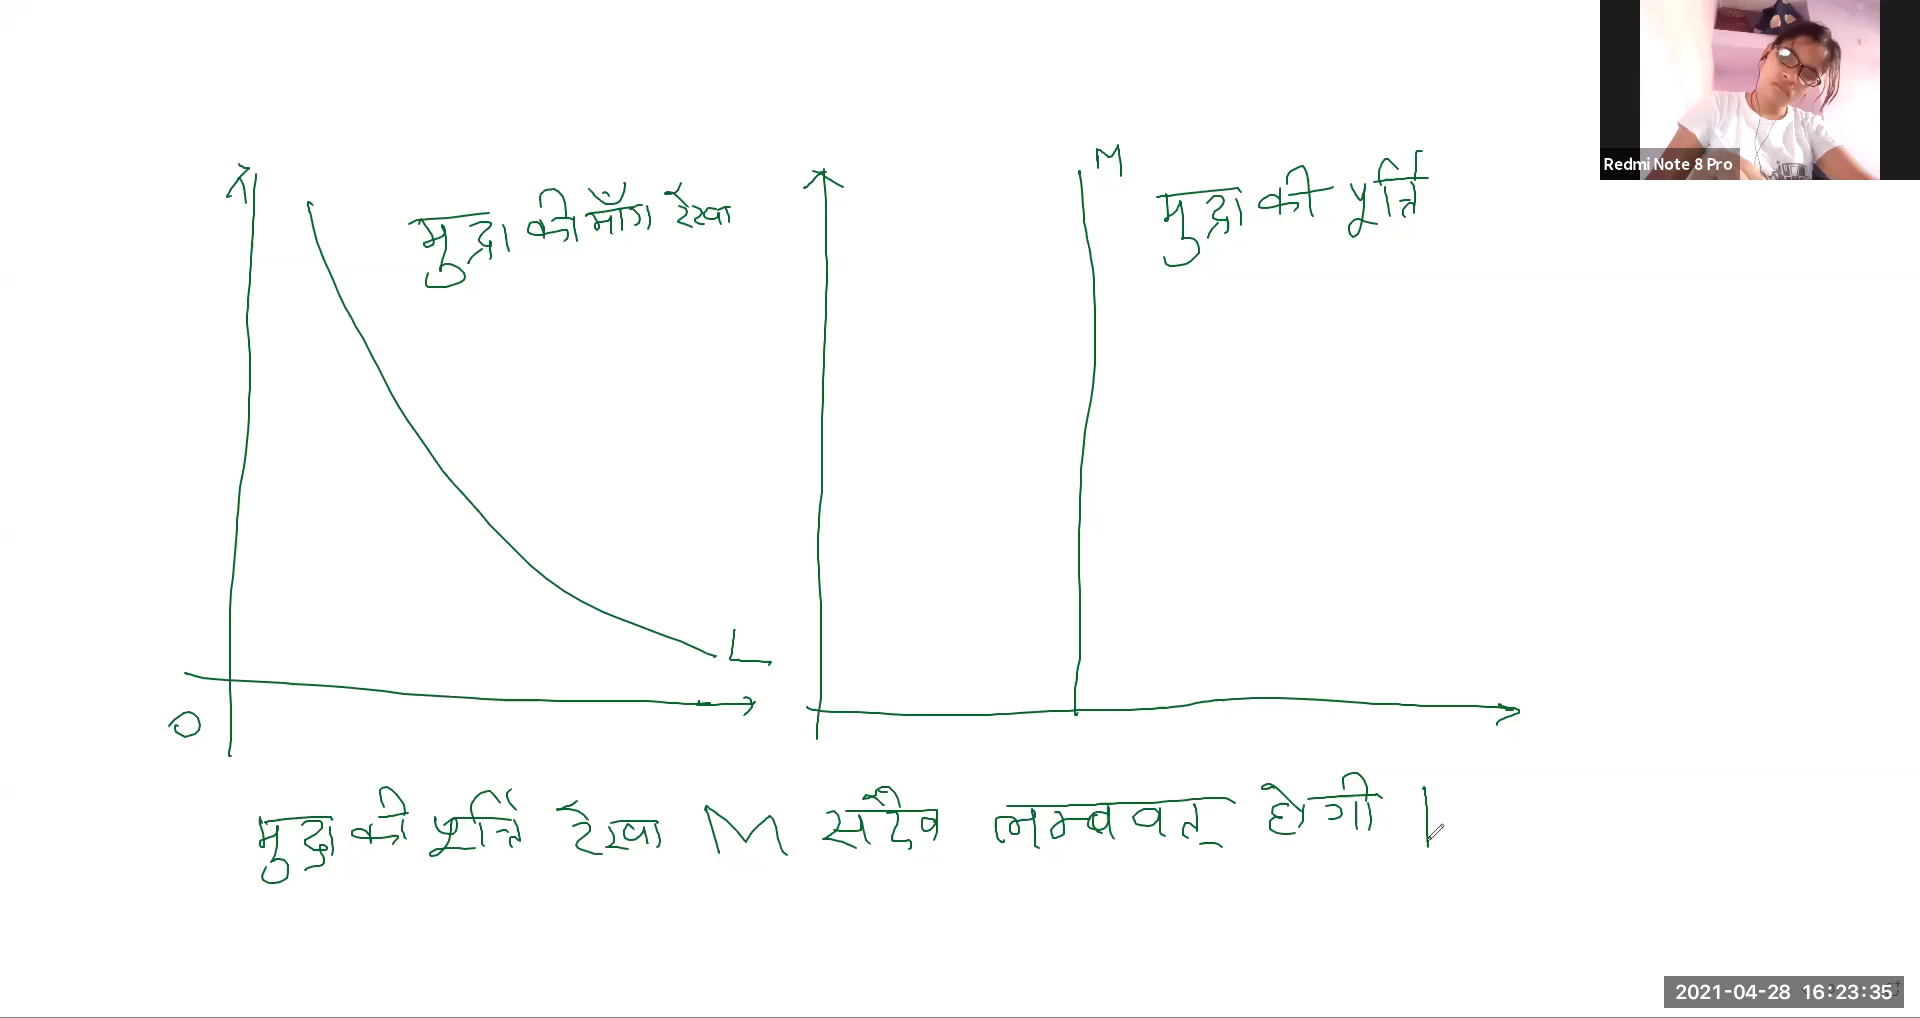 Redmi Note 8 Pro
मुद्रा की माँग रेखा
M
मुद्रा की पूर्ति
L
O
मुद्रा की पूर्ति रेखा M सदैव लम्बवत् होगी ।
2021-04-28 16:23:35